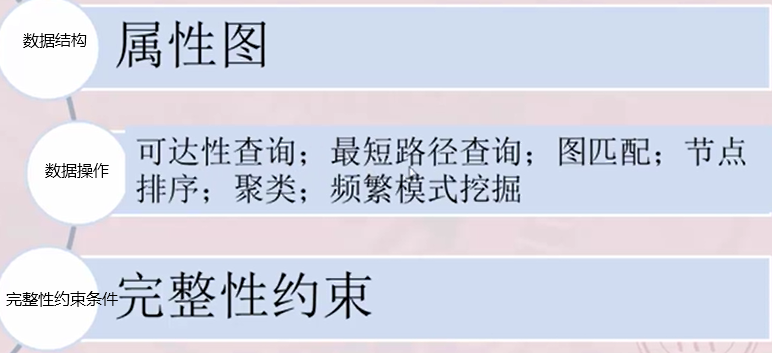 数据结构
属性图
数据操作
可达性查询；最短路径查询；图匹配；节点
排序；聚类；频繁模式挖掘
完整性约束条件
完整性约束